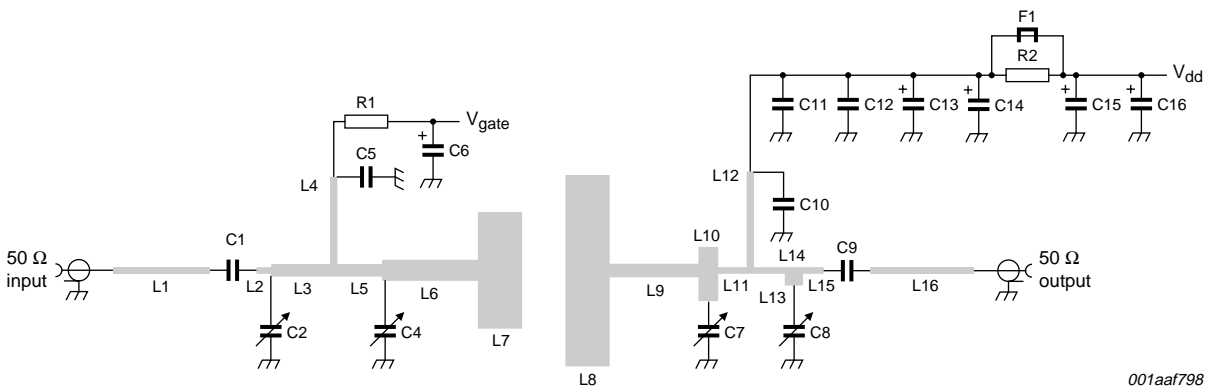 F1
R2
V_dd
C11
C12
C13
C14
C15
C16
+
+
+
+
R1
V_gate
+
C6
C5
L4
L12
C10
50 Ω
input
C1
L10
L14
C9
50 Ω
output
L1
L2
L3
L5
L6
L9
L11
L13
L15
L16
C2
C4
L7
C7
C8
L8
001aaf798